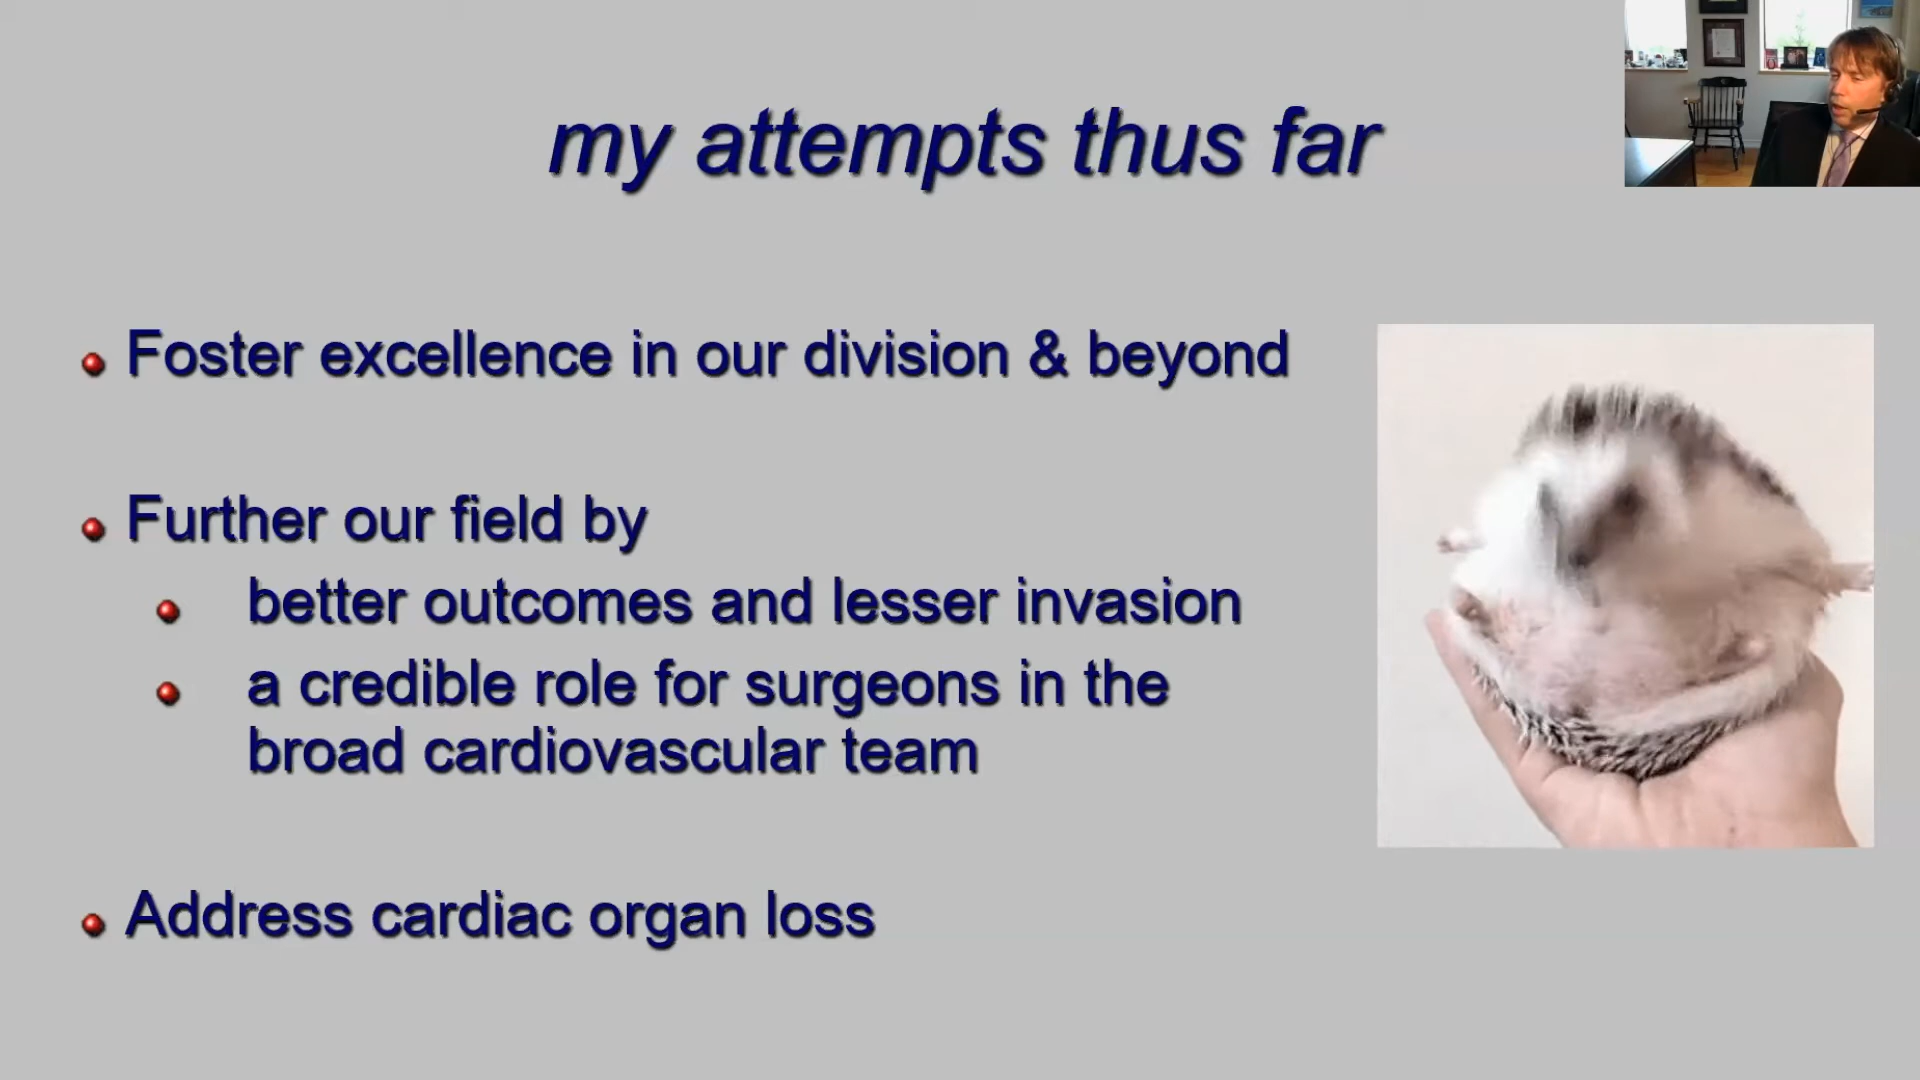 my attempts thus far
Foster excellence in our division & beyond
Further our field by
better outcomes and lesser invasion
a credible role for surgeons in the
broad cardiovascular team
Address cardiac organ loss